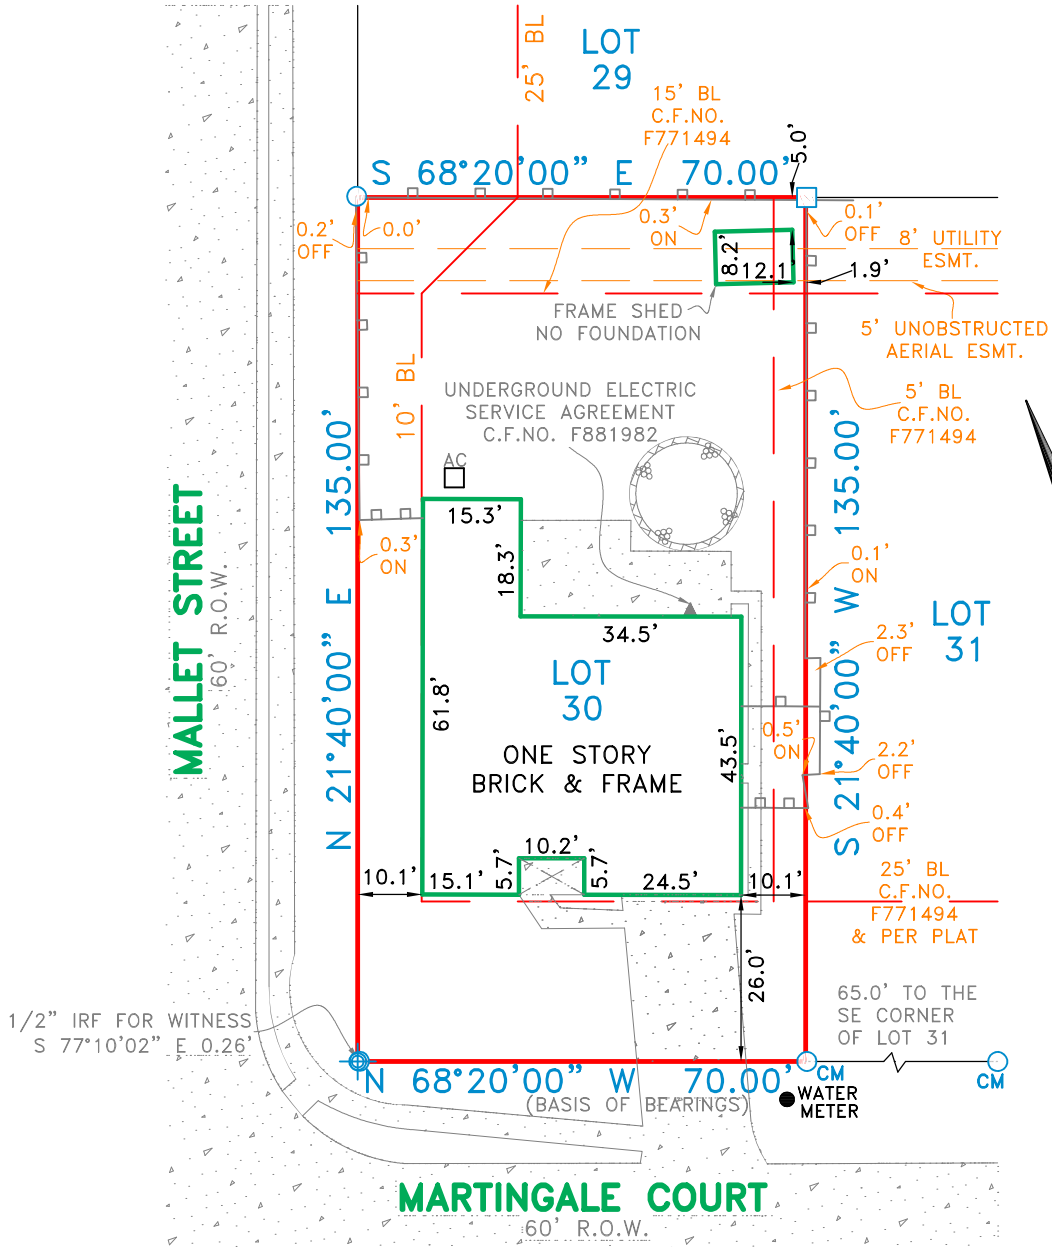 25' BL
LOT
29
15' BL
C.F.NO.
F771494
S 68°20'00" E 70.00'
5.0'
0.2'
OFF
0.0'
0.3'
ON
0.1'
OFF
8' UTILITY
ESMT.
8.2'
12.1'
1.9'
FRAME SHED
NO FOUNDATION
5' UNOBSTRUCTED
AERIAL ESMT.
10' BL
UNDERGROUND ELECTRIC
SERVICE AGREEMENT
C.F.NO. F881982
5' BL
C.F.NO.
F771494
AC
15.3'
18.3'
0.3'
ON
0.1'
ON
N 21°40'00" E 135.00'
S 21°40'00" W 135.00'
MALLET STREET
60' R.O.W.
34.5'
LOT
31
2.3'
OFF
LOT
30
61.8'
43.5'
0.5'
ON
ONE STORY
BRICK & FRAME
2.2'
OFF
0.4'
OFF
10.2'
5.7'
5.7'
10.1'
15.1'
24.5'
10.1'
25' BL
C.F.NO.
F771494
& PER PLAT
26.0'
65.0' TO THE
SE CORNER
OF LOT 31
1/2" IRF FOR WITNESS
S 77°10'02" E 0.26'
N 68°20'00" W 70.00'
(BASIS OF BEARINGS)
CM
CM
WATER
METER
MARTINGALE COURT
60' R.O.W.